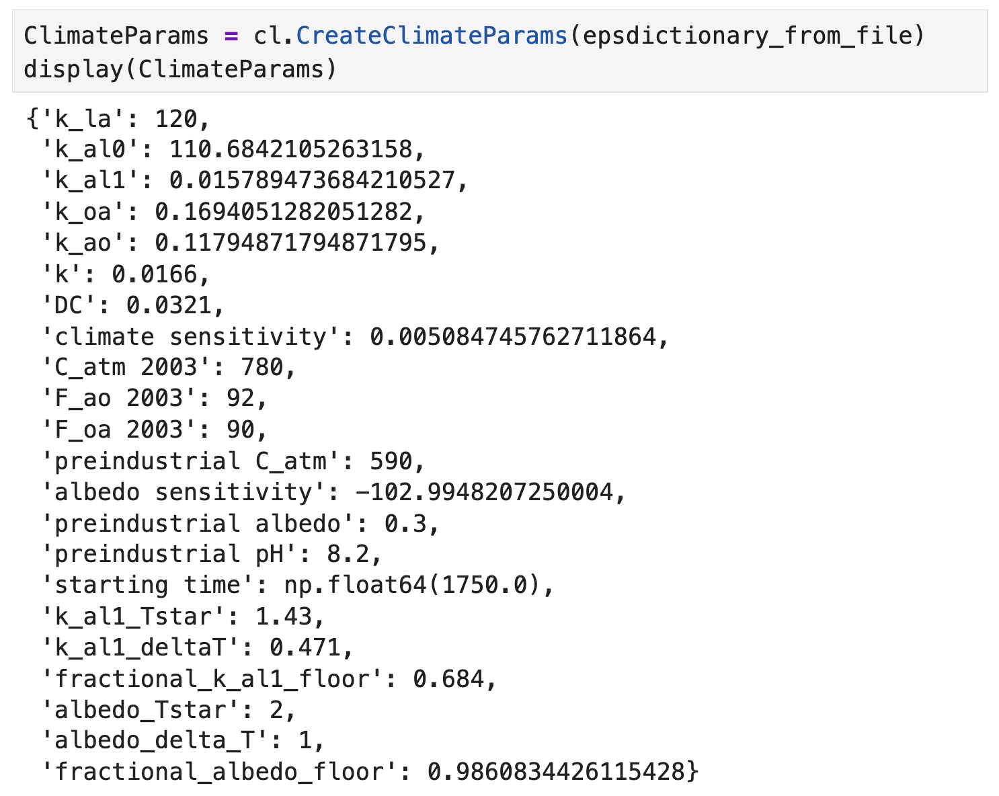 ClimateParams = cl.CreateClimateParams(epsdictionary_from_file)
display(ClimateParams)
{'k_la': 120,
'k_al0': 110.6842105263158,
'k_al1': 0.015789473684210527,
'k_oa': 0.1694051282051282,
'k_ao': 0.11794871794871795,
'k': 0.0166,
'DC': 0.0321,
'climate sensitivity': 0.005084745762711864,
'C_atm 2003': 780,
'F_ao 2003': 92,
'F_oa 2003': 90,
'preindustrial C_atm': 590,
'albedo sensitivity': -102.9948207250004,
'preindustrial albedo': 0.3,
'preindustrial pH': 8.2,
'starting time': np.float64(1750.0),
'k_al1_Tstar': 1.43,
'k_al1_deltaT': 0.471,
'fractional_k_al1_floor': 0.684,
'albedo_Tstar': 2,
'albedo_delta_T': 1,
'fractional_albedo_floor': 0.9860834426115428}